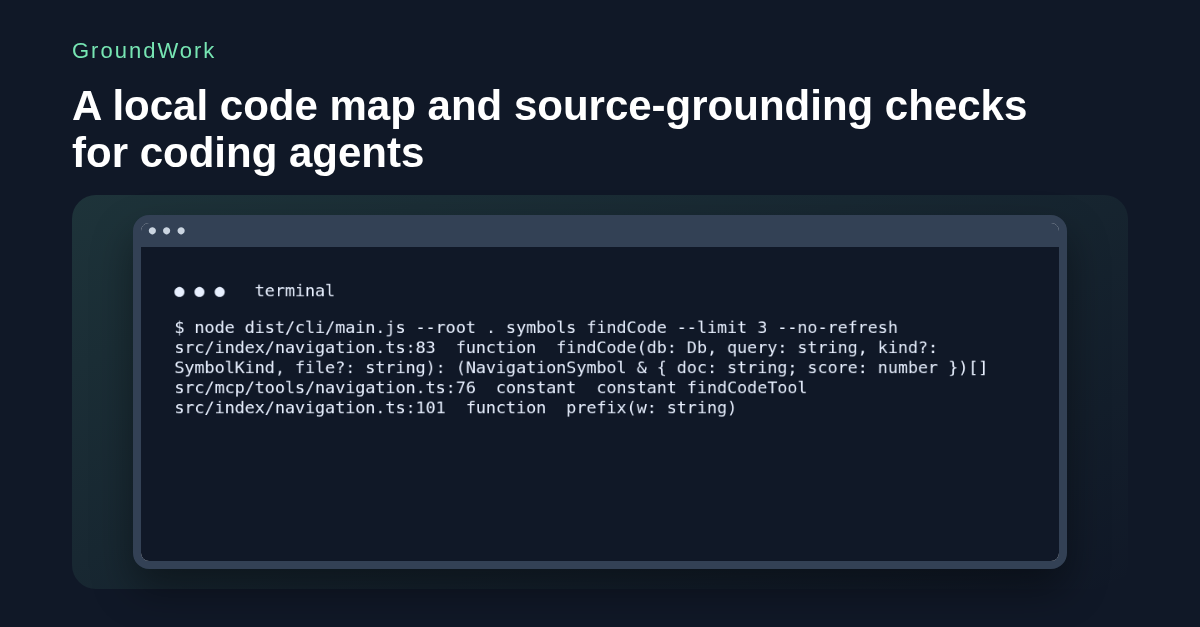 GroundWork
A local code map and source-grounding checks
for coding agents
● ● ●   terminal
$ node dist/cli/main.js --root . symbols findCode --limit 3 --no-refresh
src/index/navigation.ts:83  function  findCode(db: Db, query: string, kind?:
SymbolKind, file?: string): (NavigationSymbol & { doc: string; score: number })[]
src/mcp/tools/navigation.ts:76  constant  constant findCodeTool
src/index/navigation.ts:101  function  prefix(w: string)